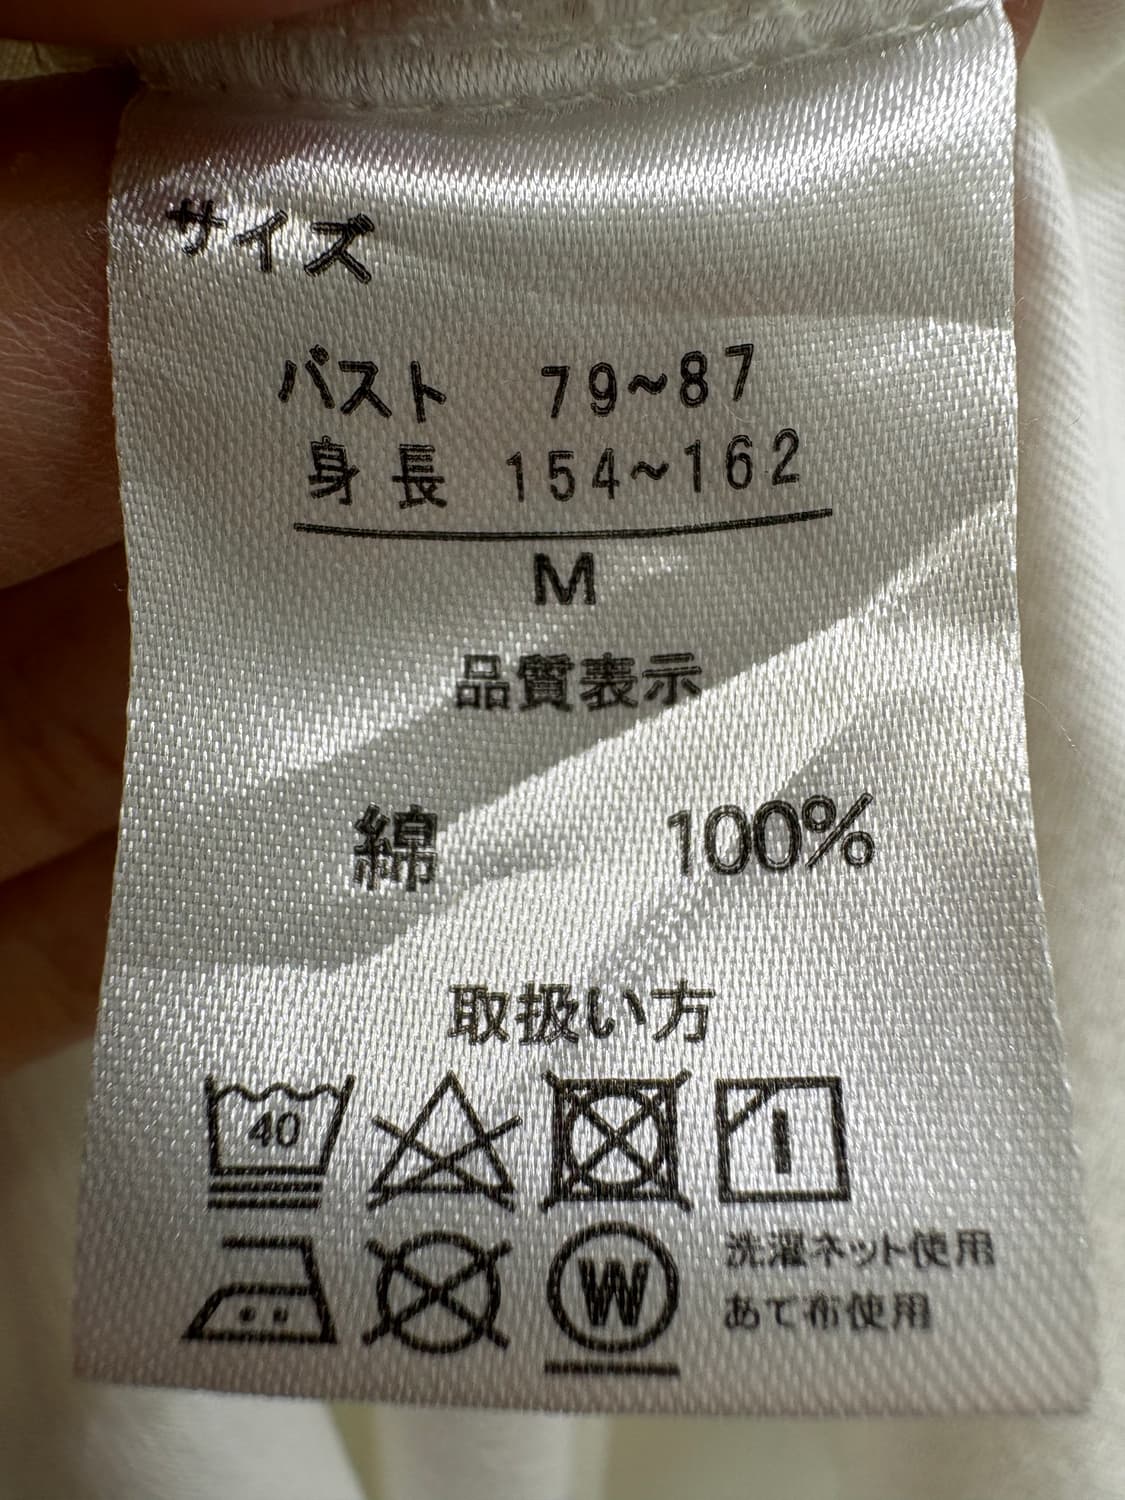 サイズ
バスト 79~87
身長 154~162
M
品質表示
綿 100%
取扱い方
40
W
洗濯ネット使用
あて布使用